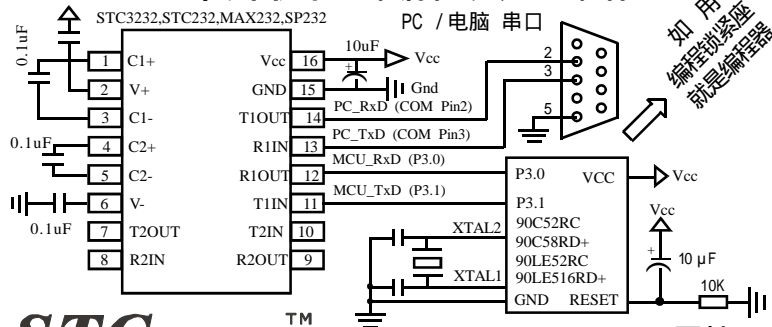 STC3232,STC232,MAX232,SP232
PC / 电脑 串口
如 用
编程锁紧座
就是编程器
0.1uF
1 C1+
2 V+
3 C1-
0.1uF
4 C2+
5 C2-
6 V-
0.1uF
7 T2OUT
8 R2IN
Vcc 16
GND 15
T1OUT 14
R1IN 13
R1OUT 12
T1IN 11
T2IN 10
R2OUT 9
10uF
+
Vcc
Gnd
PC_RxD (COM Pin2)
PC_TxD (COM Pin3)
MCU_RxD (P3.0)
MCU_TxD (P3.1)
2
3
5
XTAL2
XTAL1
P3.0 VCC
P3.1
90C52RC
90C58RD+
90LE52RC
90LE516RD+
GND RESET
Vcc
Vcc
+
10 µF
10K
STC TM